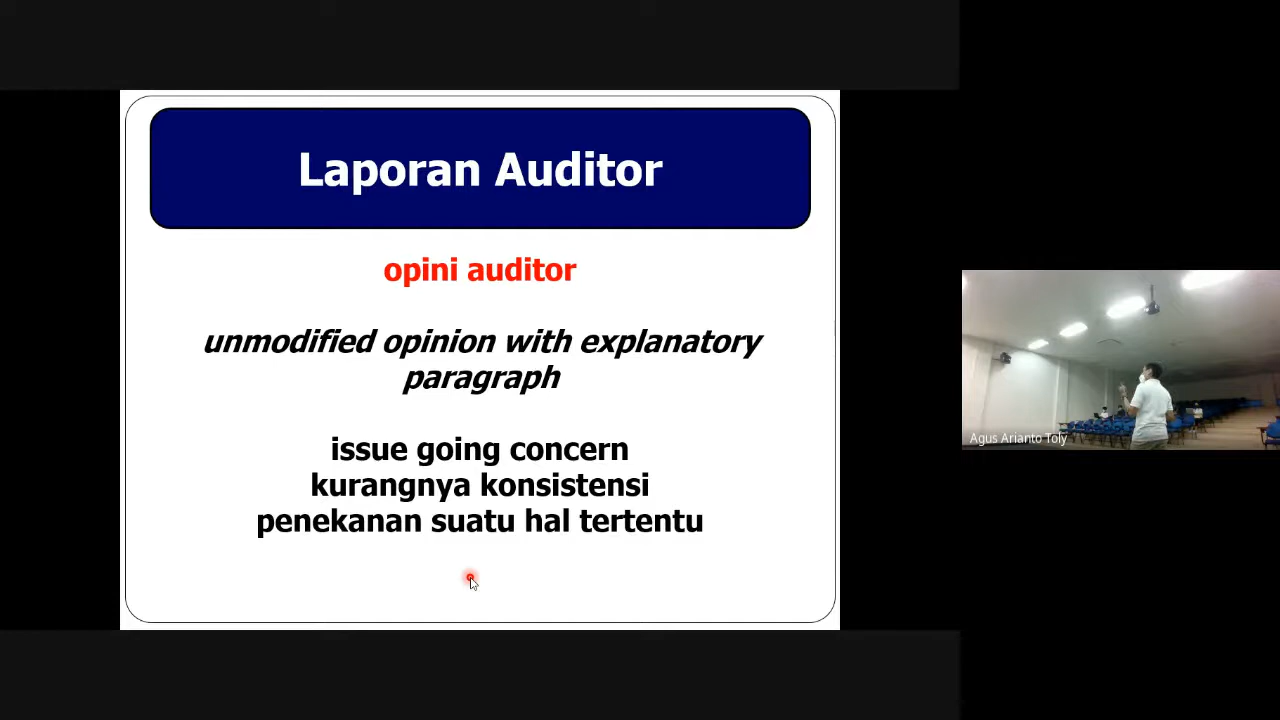 Laporan Auditor
opini auditor
unmodified opinion with explanatory
paragraph
issue going concern
kurangnya konsistensi
penekanan suatu hal tertentu
Agus Arianto Toly